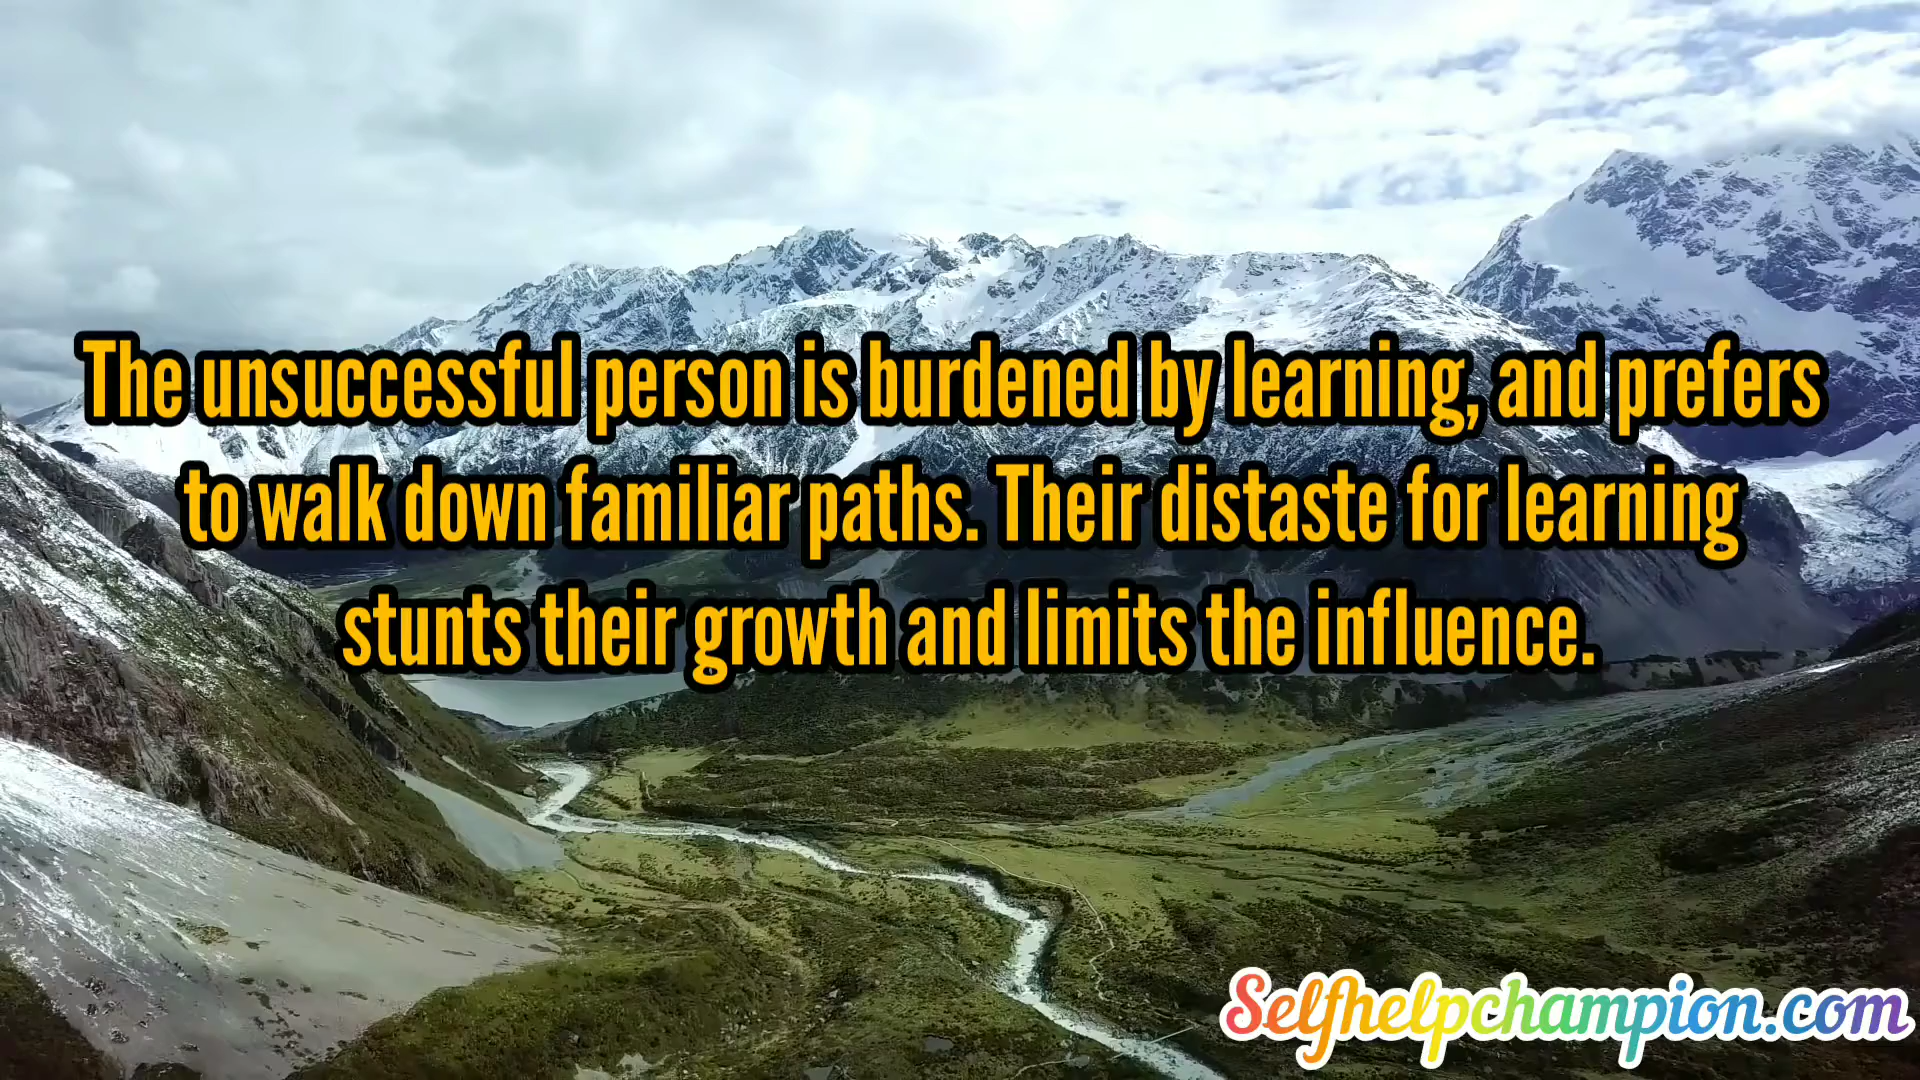 The unsuccessful person is burdened by learning, and prefers
to walk down familiar paths. Their distaste for learning
stunts their growth and limits the influence.
Selfhelpchampion.com